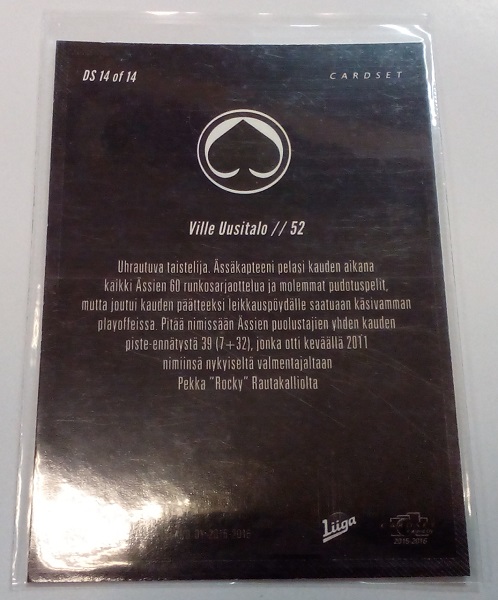 DS 14 of 14
CARDSET
Ville Uusitalo // 52
Uhrautuva taistelija. Ässäkapteeni pelasi kauden aikana
kaikki Ässien 60 runkosarjaottelua ja molemmat pudotuspelit,
mutta joutui kauden päätteeksi leikkauspöydälle saatuaan käsivamman
playoffeissa. Pitää nimissään Ässien puolustajien yhden kauden
piste-ennätystä 39 (7+32), jonka otti keväällä 2011
nimiinsä nykyiseltä valmentajaltaan
Pekka "Rocky" Rautakalliolta
Liiga
2015-2016